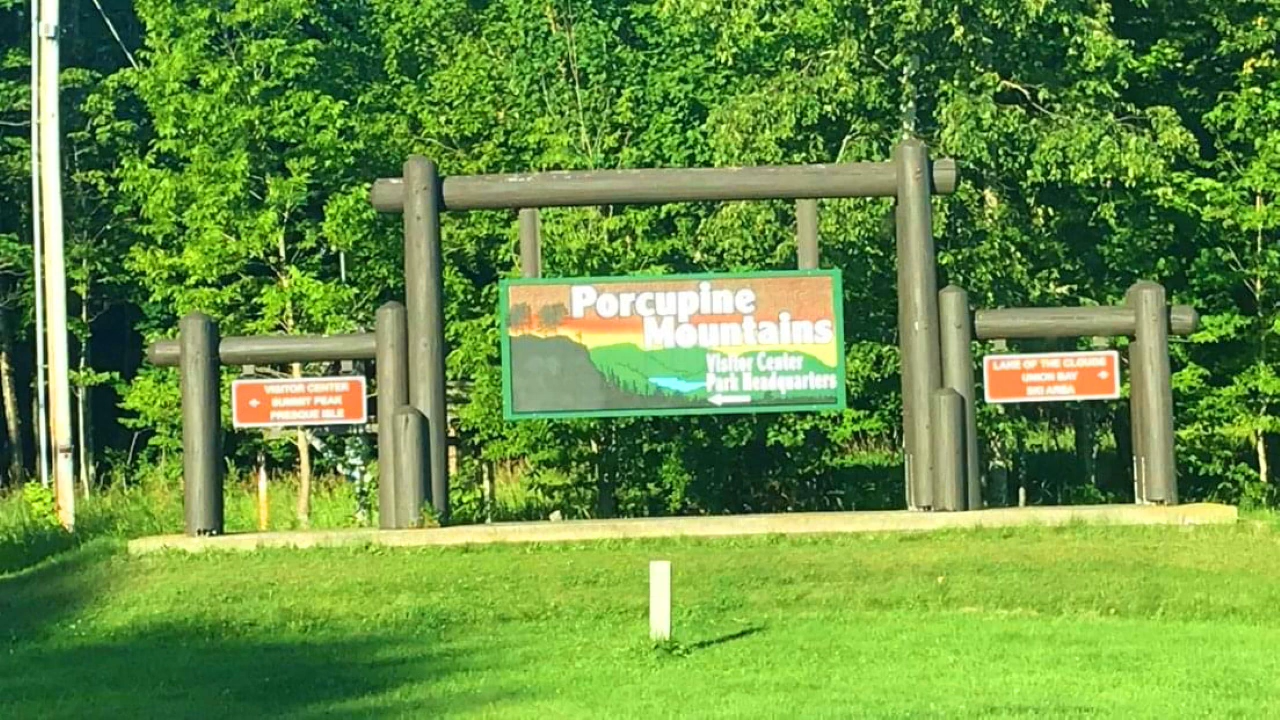 Porcupine
Mountains
Visitor Center
Park Headquarters
VISITOR CENTER
SUMMIT PEAK
PRESQUE ISLE
LAKE OF THE CLOUDS
UNION BAY
SKI AREA